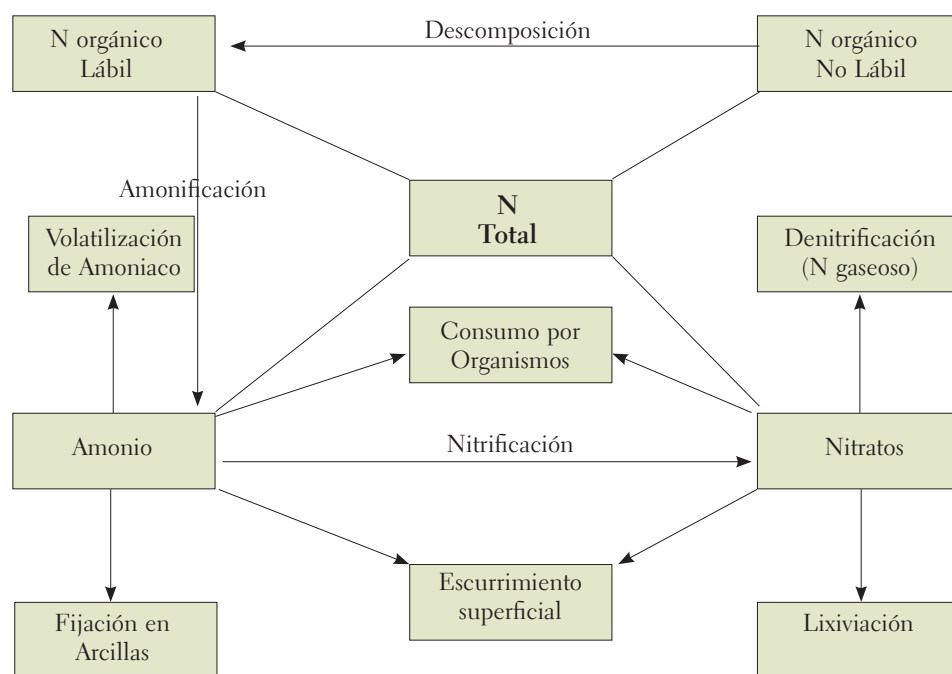 N orgánico
Lábil
Descomposición
N orgánico
No Lábil
Amonificación
N
Total
Volatilización
de Amoniaco
Denitrificación
(N gaseoso)
Consumo por
Organismos
Amonio
Nitrificación
Nitratos
Escurrimiento
superficial
Fijación en
Arcillas
Lixiviación